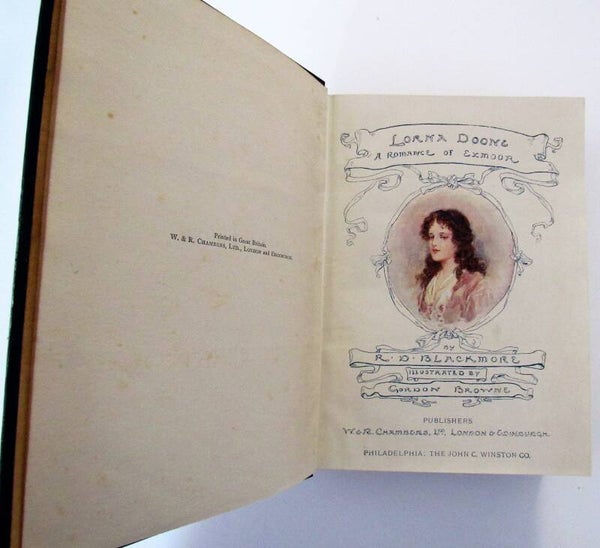 Printed in Great Britain.
W. & R. CHAMBERS, LTD., LONDON and EDINBURGH.
LORNA DOONE
A ROMANCE OF EXMOOR
BY
R. D. BLACKMORE
ILLUSTRATED BY
GORDON BROWNE
PUBLISHERS
W. & R. CHAMBERS, LTD. LONDON & EDINBURGH.
PHILADELPHIA: THE JOHN C. WINSTON CO.